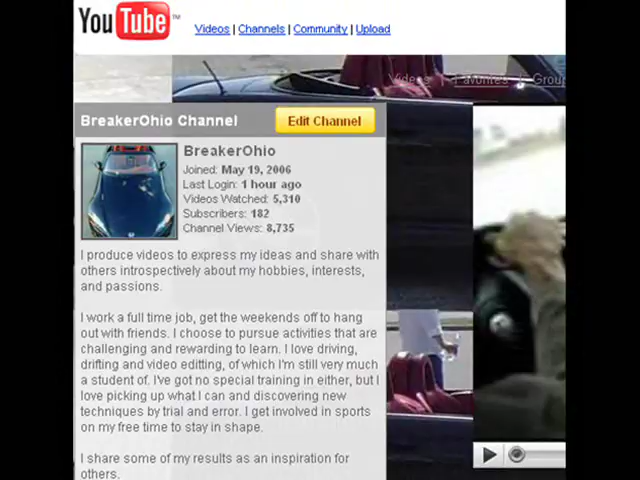 YouTube™
Videos | Channels | Community | Upload
Videos | Favorites | Group
BreakerOhio Channel
Edit Channel
BreakerOhio
Joined: May 19, 2006
Last Login: 1 hour ago
Videos Watched: 5,310
Subscribers: 182
Channel Views: 8,735
I produce videos to express my ideas and share with
others introspectively about my hobbies, interests,
and passions.
I work a full time job, get the weekends off to hang
out with friends. I choose to pursue activities that are
challenging and rewarding to learn. I love driving,
drifting and video editting, of which I'm still very much
a student of. I've got no special training in either, but I
love picking up what I can and discovering new
techniques by trial and error. I get involved in sports
on my free time to stay in shape.
I share some of my results as an inspiration for
others.